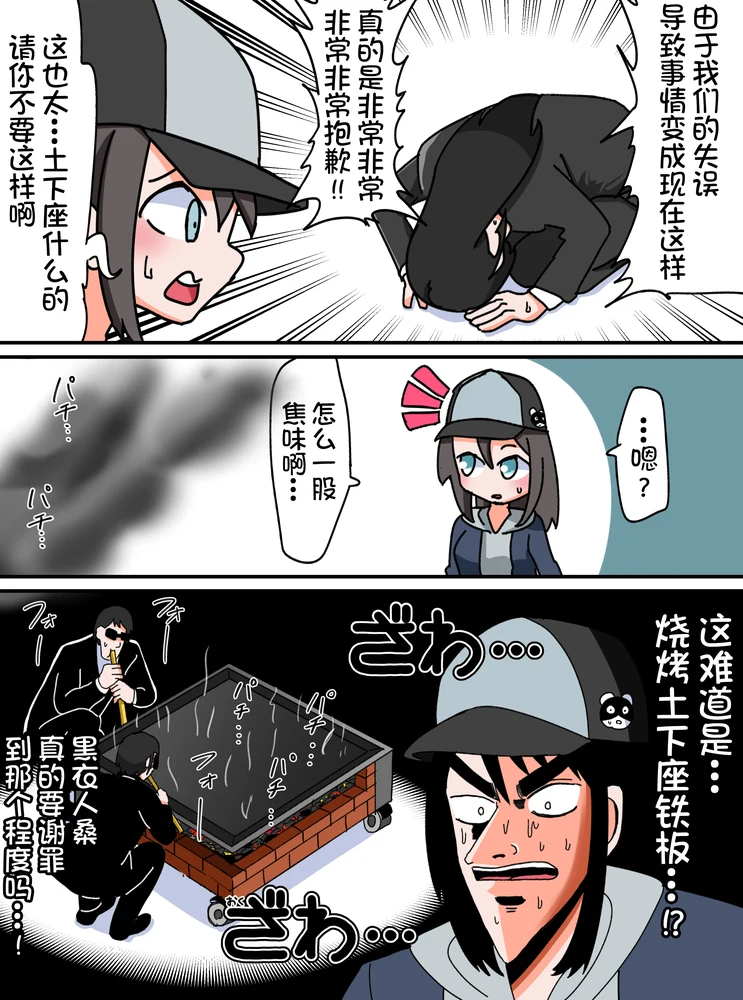 由于我们的失误
导致事情变成现在这样
真的是非常非常
非常非常抱歉!!
这也太…土下座什么的
请你不要这样啊
…嗯?
怎么一股
焦味啊…
パチ…
パチ…
这难道是…
烧烤土下座铁板…!?
ざわ…
フォー
フォー
パチ…
パチ…
フォー
黑衣人桑
真的要谢罪
到那个程度吗…!
おく
ざわ…